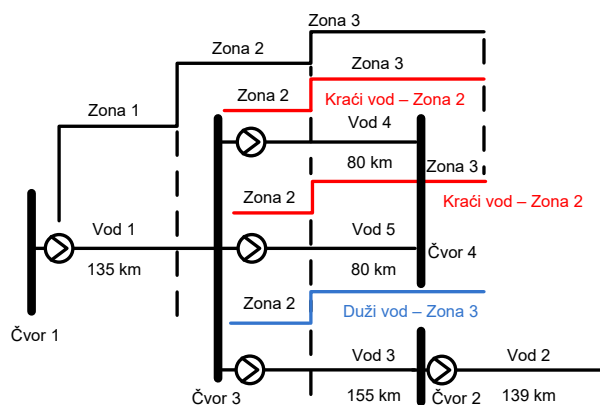 Zona 3
Zona 2
Zona 3
Zona 2
Kraći vod – Zona 2
Zona 1
Vod 4
80 km
Zona 3
Zona 2
Kraći vod – Zona 2
Vod 1
Vod 5
135 km
80 km
Čvor 4
Zona 2
Duži vod – Zona 3
Čvor 1
Vod 3
Vod 2
Čvor 3
155 km
Čvor 2
139 km